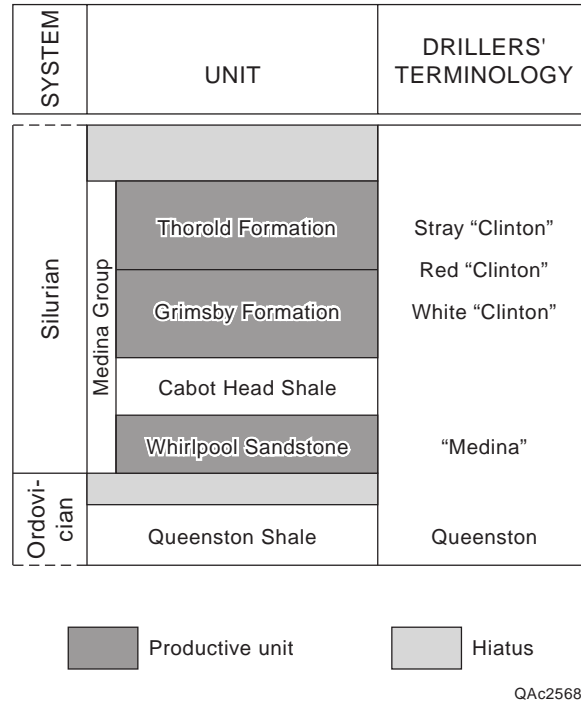 SYSTEM
UNIT
DRILLERS'
TERMINOLOGY
Silurian
Medina Group
Thorold Formation
Stray “Clinton”
Red “Clinton”
Grimsby Formation
White “Clinton”
Cabot Head Shale
Whirlpool Sandstone
“Medina”
Ordovi-
cian
Queenston Shale
Queenston
Productive unit
Hiatus
QAc2568